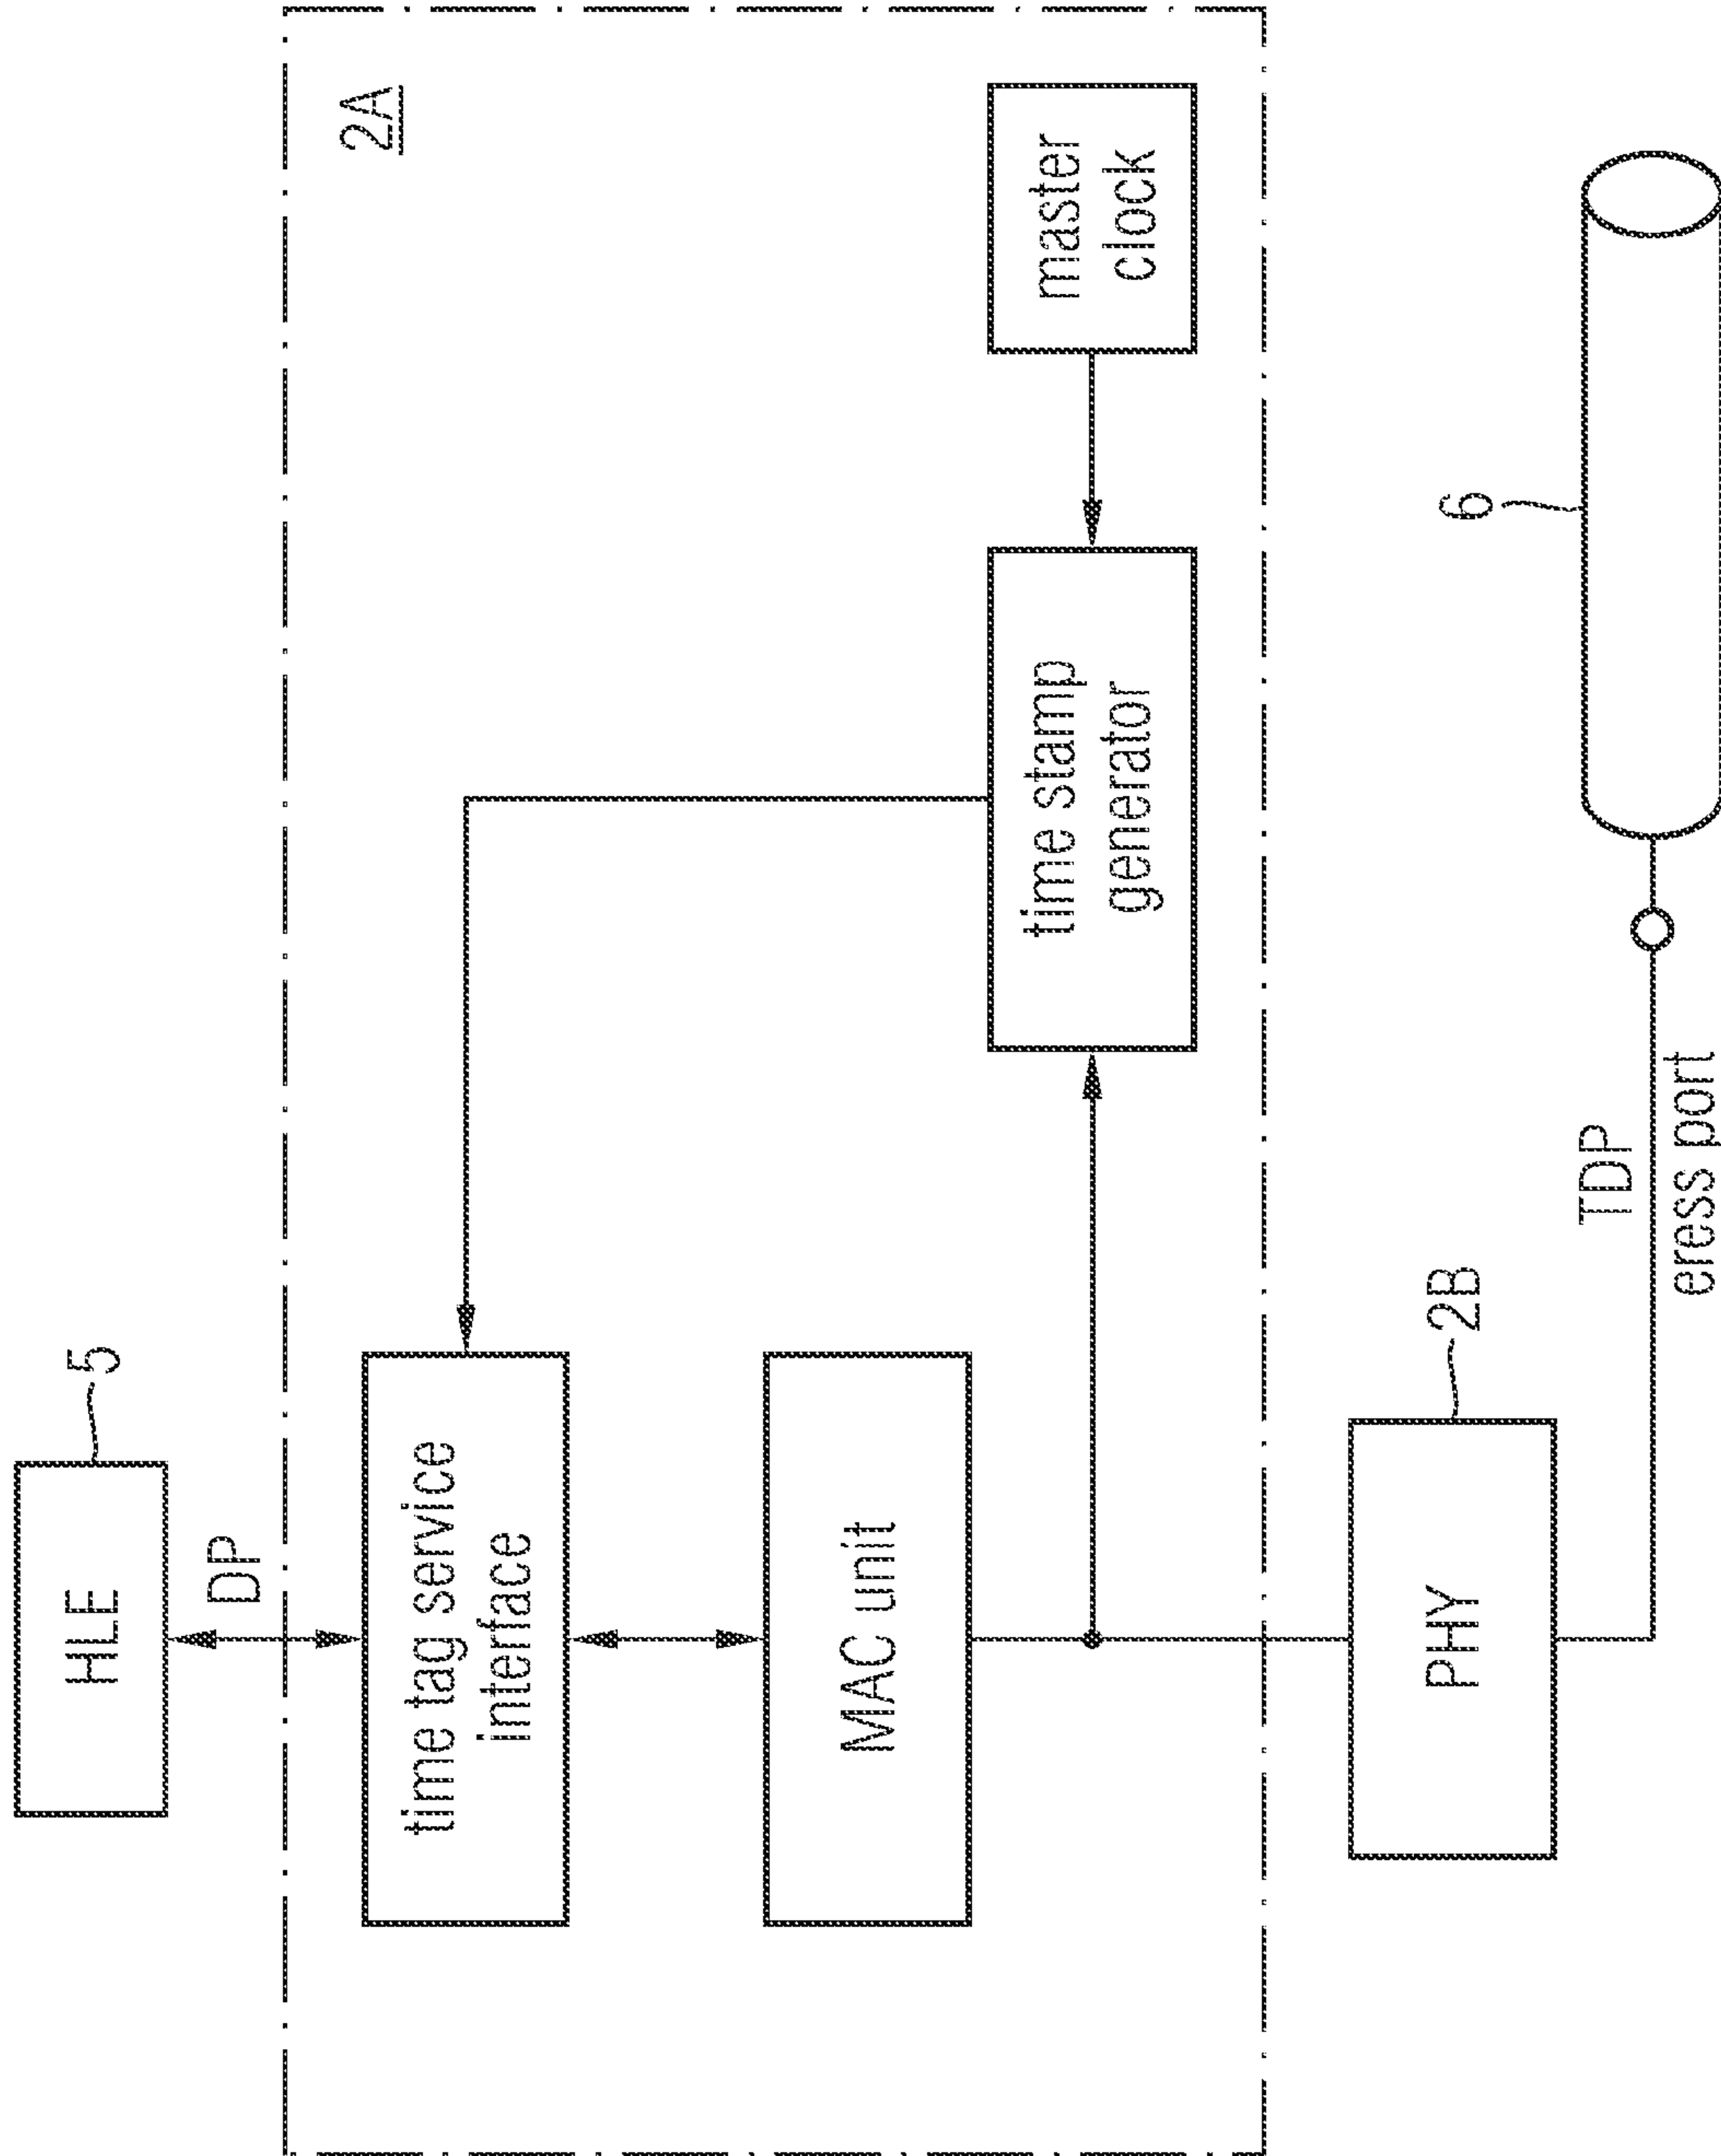 HLE
5
DP
2A
time tag service
interface
MAC unit
time stamp
generator
master
clock
PHY
2B
TDP
eress port
6